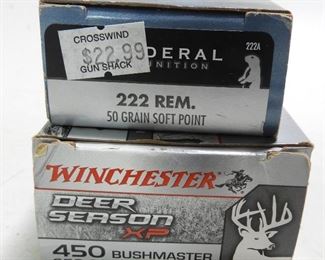 CROSSWIND
$22.99
GUN SHACK
DERAL
UNITION
222A
222 REM.
50 GRAIN SOFT POINT
WINCHESTER
DEER
SEASON
XP
450 BUSHMASTER